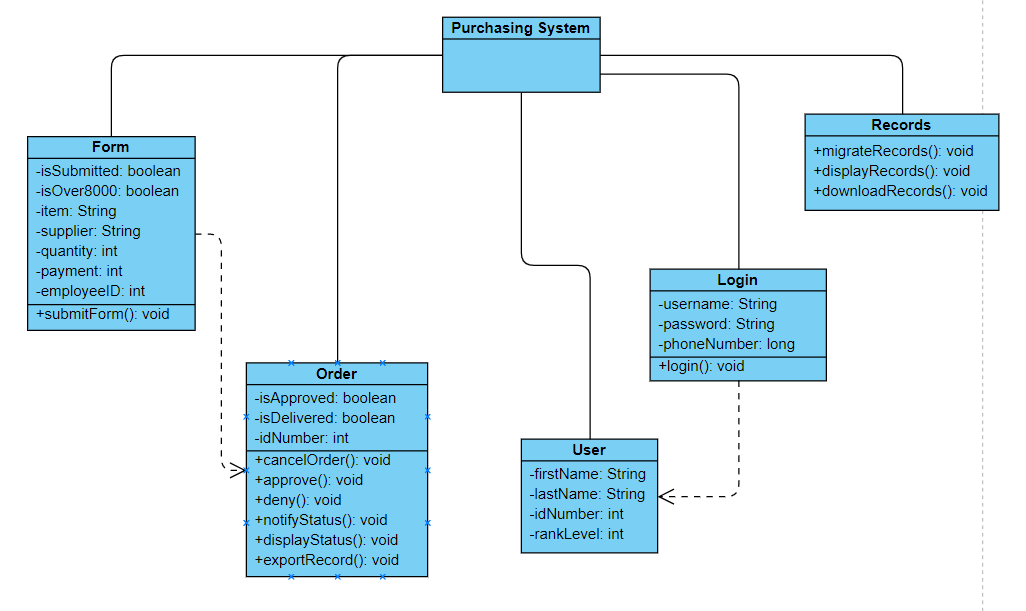 Purchasing System
Form
-isSubmitted: boolean
-isOver8000: boolean
-item: String
-supplier: String
-quantity: int
-payment: int
-employeeID: int
+submitForm(): void
Order
-isApproved: boolean
-isDelivered: boolean
-idNumber: int
+cancelOrder(): void
+approve(): void
+deny(): void
+notifyStatus(): void
+displayStatus(): void
+exportRecord(): void
User
-firstName: String
-lastName: String
-idNumber: int
-rankLevel: int
Login
-username: String
-password: String
-phoneNumber: long
+login(): void
Records
+migrateRecords(): void
+displayRecords(): void
+downloadRecords(): void